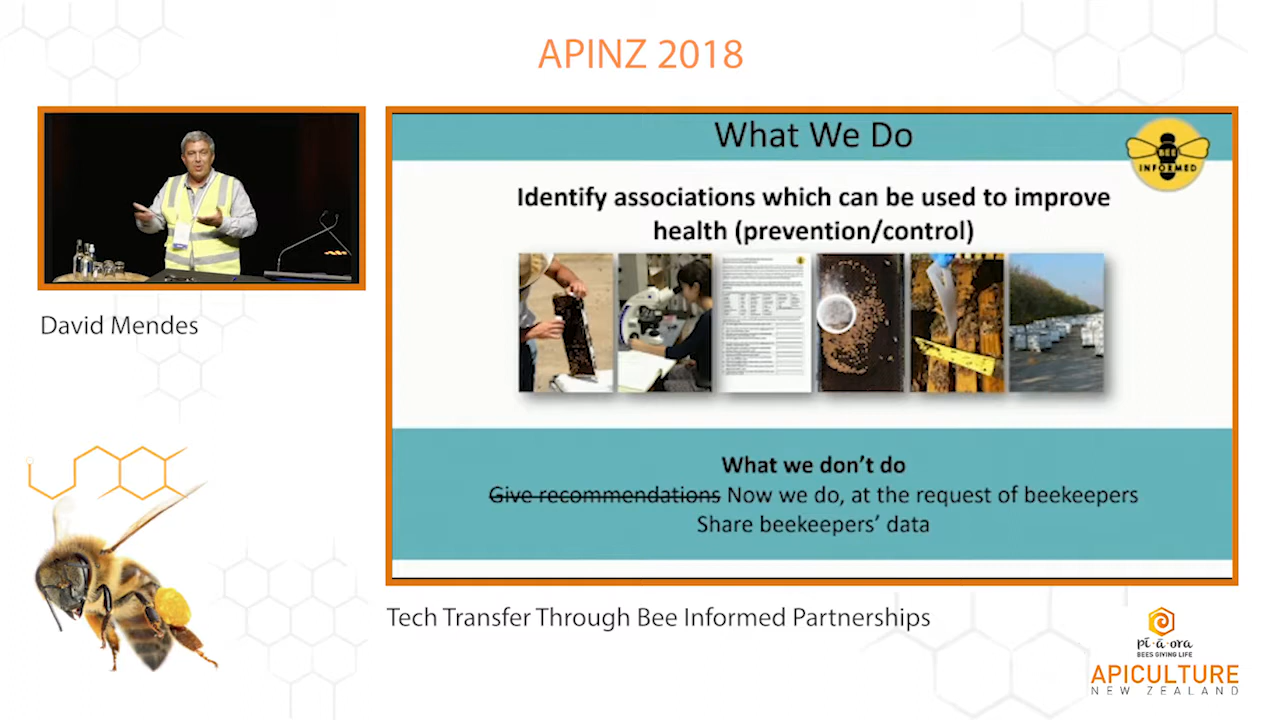 APINZ 2018
What We Do
BEE
INFORMED
Identify associations which can be used to improve
health (prevention/control)
What we don't do
Give recommendations Now we do, at the request of beekeepers
Share beekeepers' data
David Mendes
Tech Transfer Through Bee Informed Partnerships
pī-ā-ora
BEES GIVING LIFE
APICULTURE
NEW ZEALAND